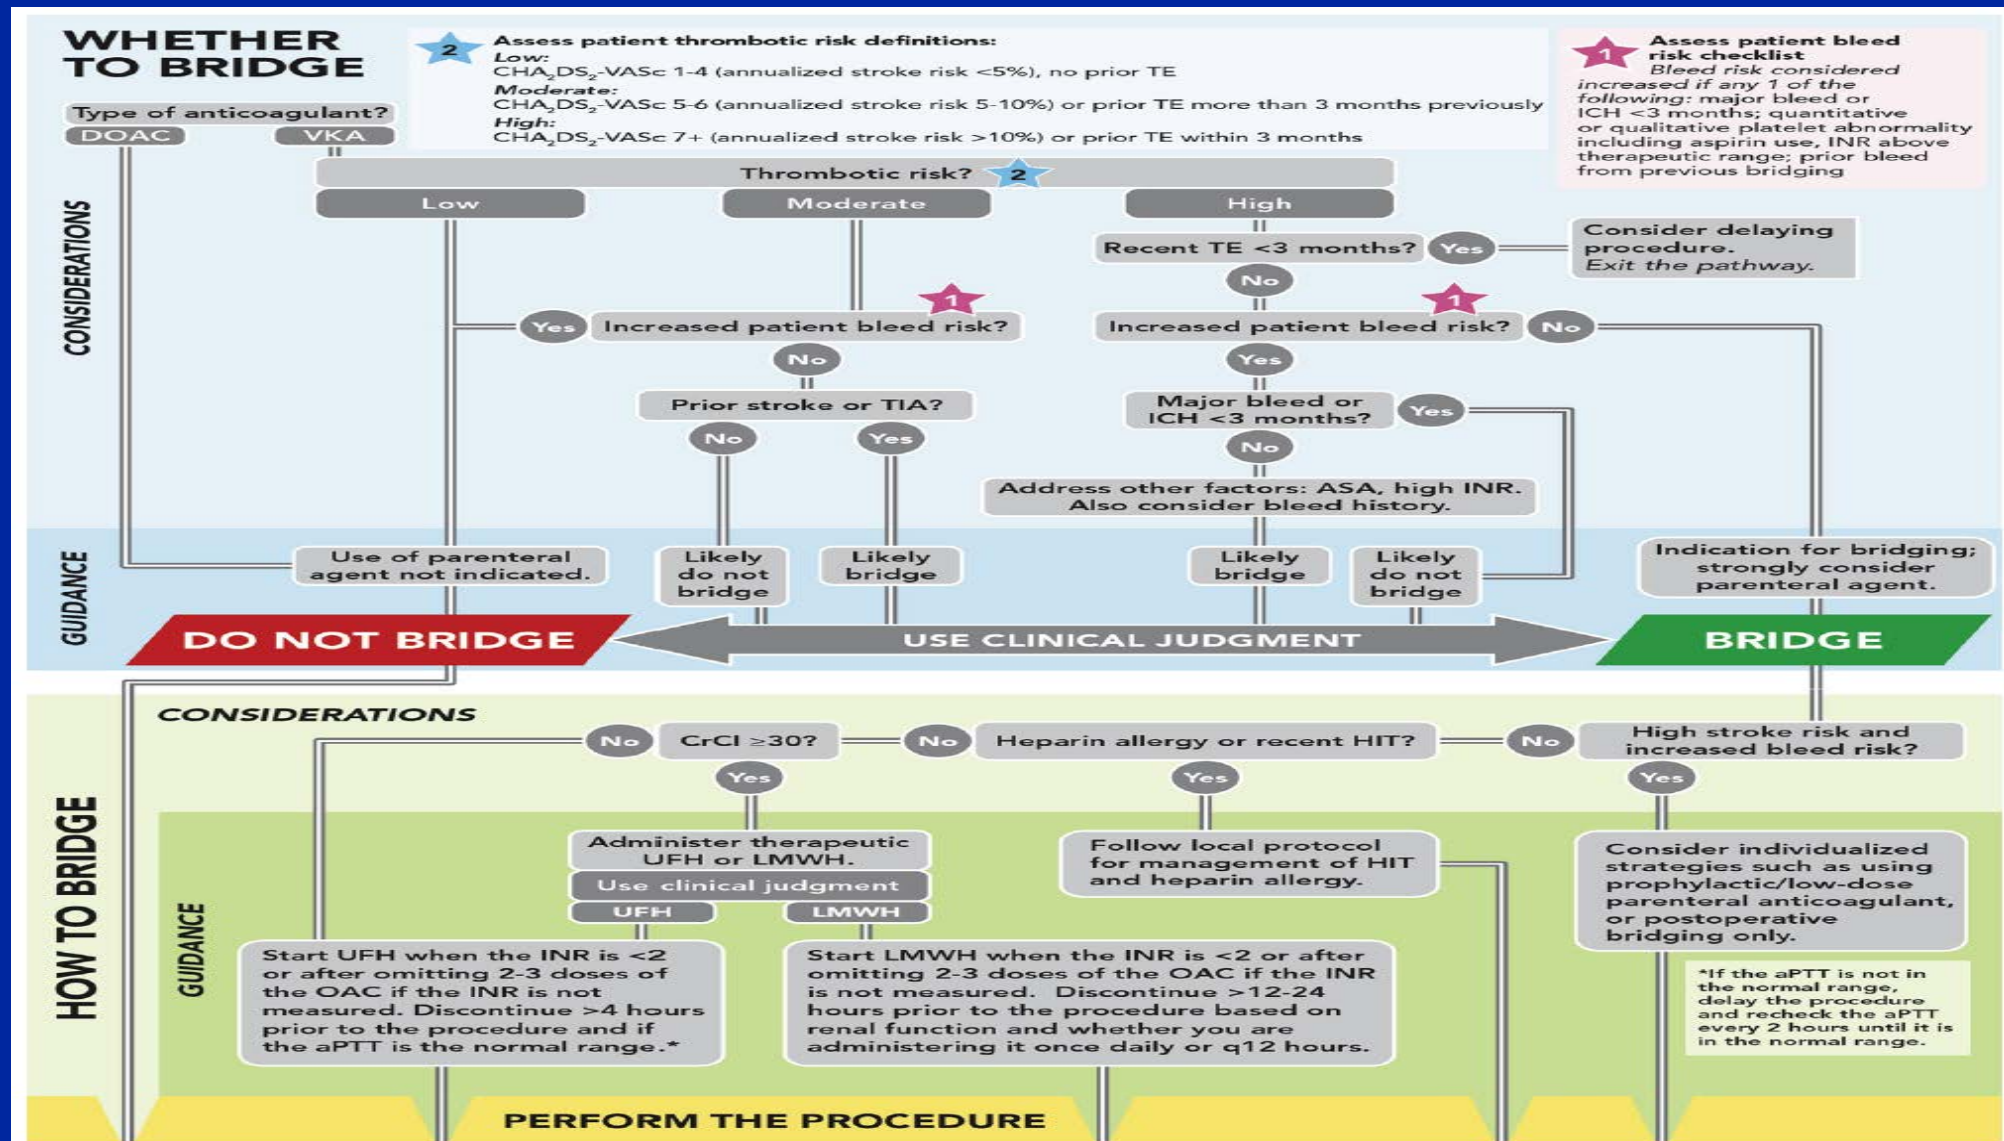 WHETHER
TO BRIDGE
2
Assess patient thrombotic risk definitions:
Low:
CHA₂DS₂-VASc 1-4 (annualized stroke risk <5%), no prior TE
Moderate:
CHA₂DS₂-VASc 5-6 (annualized stroke risk 5-10%) or prior TE more than 3 months previously
High:
CHA₂DS₂-VASc 7+ (annualized stroke risk >10%) or prior TE within 3 months
1
Assess patient bleed
risk checklist
Bleed risk considered
increased if any 1 of the
following: major bleed or
ICH <3 months; quantitative
or qualitative platelet abnormality
including aspirin use, INR above
therapeutic range; prior bleed
from previous bridging
Type of anticoagulant?
DOAC
VKA
CONSIDERATIONS
Thrombotic risk?
2
Low
Moderate
High
Recent TE <3 months?
Yes
Consider delaying
procedure.
Exit the pathway.
No
1
1
Yes
Increased patient bleed risk?
Increased patient bleed risk?
No
No
Yes
Prior stroke or TIA?
Major bleed or
ICH <3 months?
Yes
No
Yes
No
Address other factors: ASA, high INR.
Also consider bleed history.
GUIDANCE
Use of parenteral
agent not indicated.
Likely
do not
bridge
Likely
bridge
Likely
bridge
Likely
do not
bridge
Indication for bridging;
strongly consider
parenteral agent.
DO NOT BRIDGE
USE CLINICAL JUDGMENT
BRIDGE
HOW TO BRIDGE
CONSIDERATIONS
No
CrCl ≥30?
No
Heparin allergy or recent HIT?
No
High stroke risk and
increased bleed risk?
Yes
Yes
Yes
GUIDANCE
Administer therapeutic
UFH or LMWH.
Use clinical judgment
UFH
LMWH
Follow local protocol
for management of HIT
and heparin allergy.
Consider individualized
strategies such as using
prophylactic/low-dose
parenteral anticoagulant,
or postoperative
bridging only.
Start UFH when the INR is <2
or after omitting 2-3 doses of
the OAC if the INR is not
measured. Discontinue >4 hours
prior to the procedure and if
the aPTT is the normal range.*
Start LMWH when the INR is <2 or after
omitting 2-3 doses of the OAC if the INR
is not measured. Discontinue >12-24
hours prior to the procedure based on
renal function and whether you are
administering it once daily or q12 hours.
*If the aPTT is not in
the normal range,
delay the procedure
and recheck the aPTT
every 2 hours until it is
in the normal range.
PERFORM THE PROCEDURE